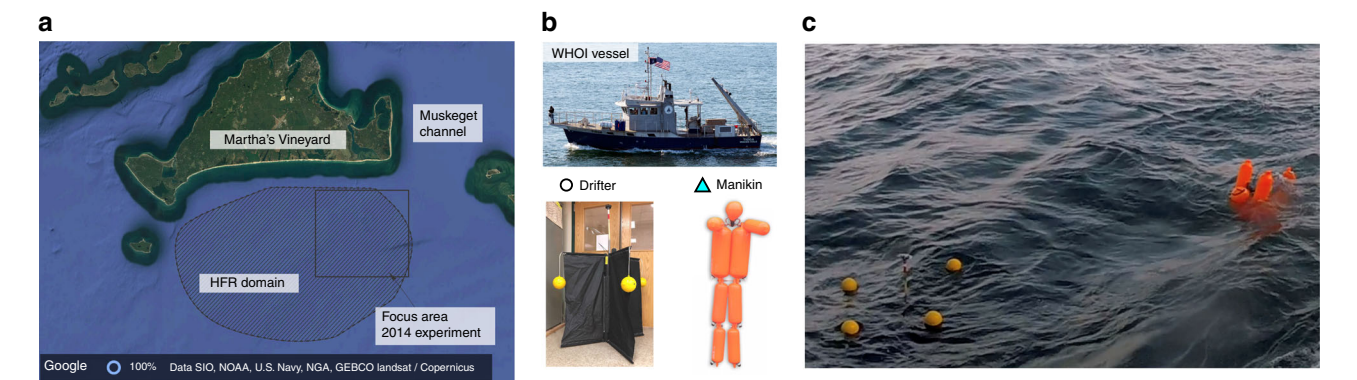 a
Martha's Vineyard
Muskeget
channel
HFR domain
Focus area
2014 experiment
Google
100%
Data SIO, NOAA, U.S. Navy, NGA, GEBCO landsat / Copernicus
b
WHOI vessel
Drifter
Manikin
c